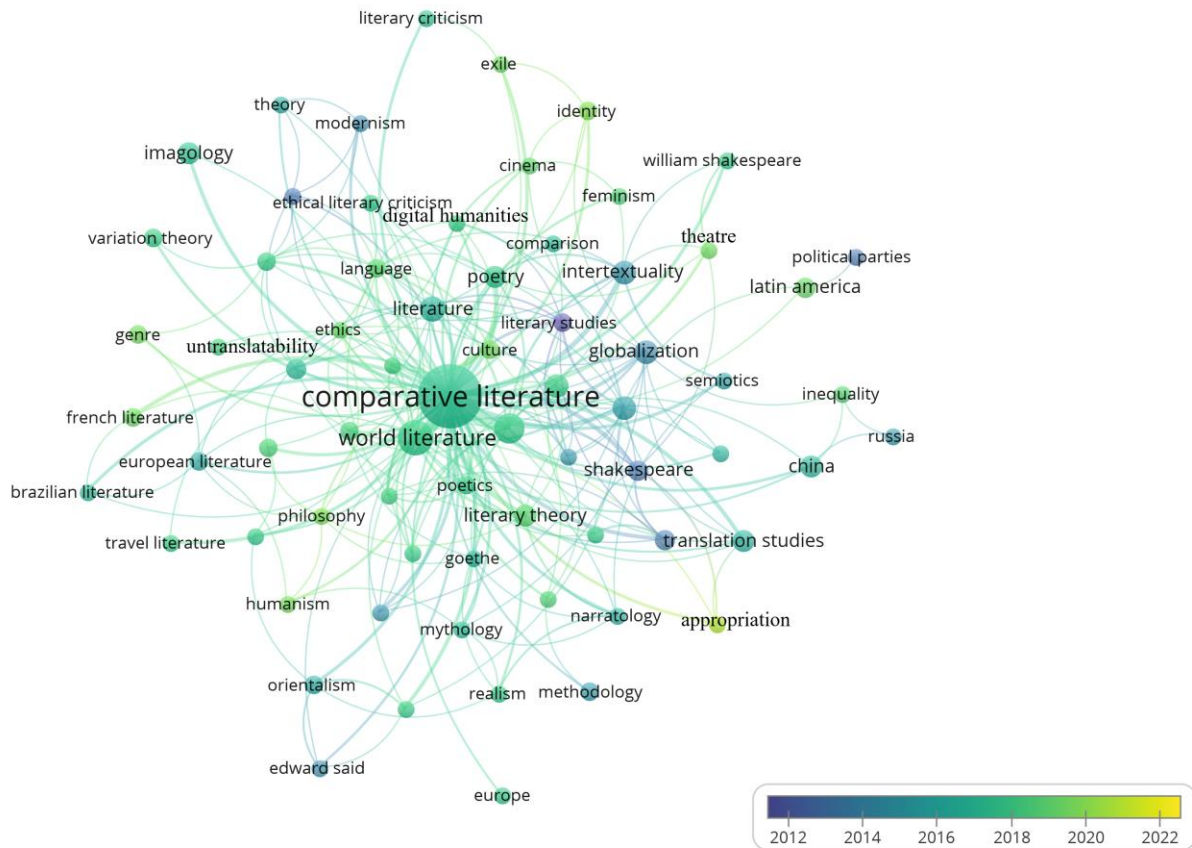 literary criticism
exile
theory
identity
modernism
imagology
cinema
william shakespeare
ethical literary criticism
feminism
digital humanities
variation theory
comparison
theatre
political parties
language
poetry
intertextuality
latin america
literature
literary studies
genre
ethics
untranslatability
culture
globalization
semiotics
comparative literature
inequality
french literature
world literature
russia
european literature
shakespeare
china
brazilian literature
poetics
philosophy
literary theory
travel literature
translation studies
goethe
humanism
narratology
appropriation
mythology
orientalism
realism
methodology
edward said
europe
2012 2014 2016 2018 2020 2022